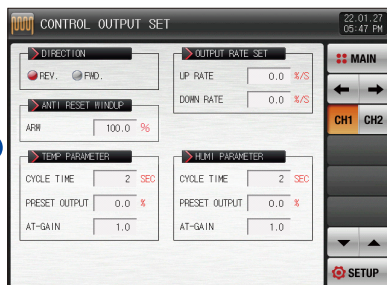 CONTROL OUTPUT SET
22.01.27
05:47 PM
DIRECTION
REV. FWD.
ANTI RESET WINDUP
ARW 100.0 %
OUTPUT RATE SET
UP RATE 0.0 %/S
DOWN RATE 0.0 %/S
TEMP PARAMETER
CYCLE TIME 2 SEC
PRESET OUTPUT 0.0 %
AT-GAIN 1.0
HUMI PARAMETER
CYCLE TIME 2 SEC
PRESET OUTPUT 0.0 %
AT-GAIN 1.0
MAIN
CH1 CH2
SETUP